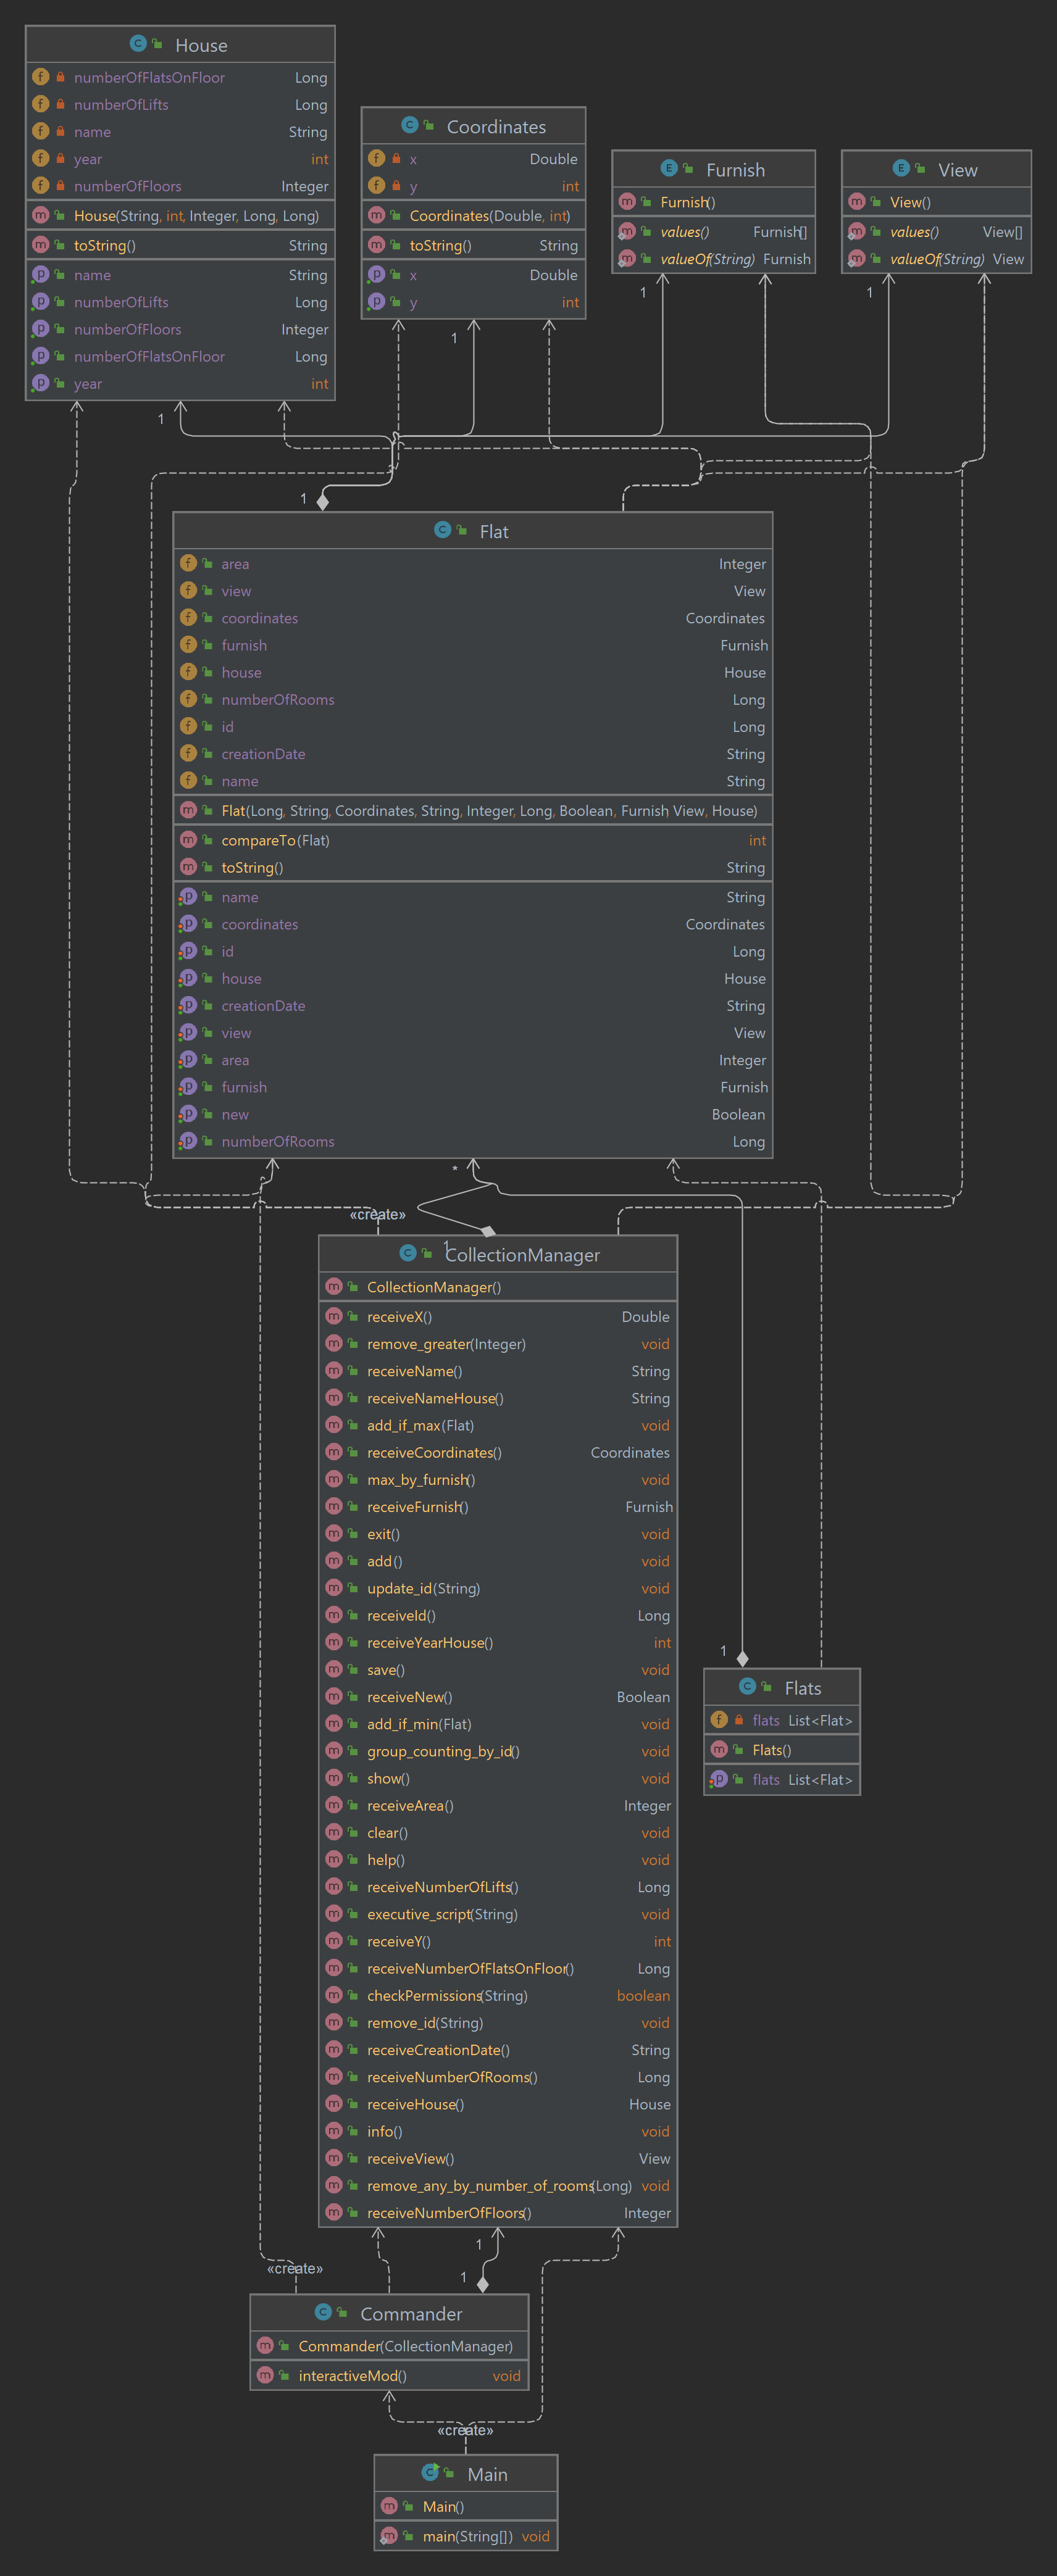 House
numberOfFlatsOnFloor Long
numberOfLifts Long
name String
year int
numberOfFloors Integer
House(String, int, Integer, Long, Long)
toString() String
name String
numberOfLifts Long
numberOfFloors Integer
numberOfFlatsOnFloor Long
year int
Coordinates
x Double
y int
Coordinates(Double, int)
toString() String
x Double
y int
Furnish
Furnish()
values() Furnish[]
valueOf(String) Furnish
View
View()
values() View[]
valueOf(String) View
1
1
1
1
1
Flat
area Integer
view View
coordinates Coordinates
furnish Furnish
house House
numberOfRooms Long
id Long
creationDate String
name String
Flat(Long, String, Coordinates, String, Integer, Long, Boolean, Furnish, View, House)
compareTo(Flat) int
toString() String
name String
coordinates Coordinates
id Long
house House
creationDate String
view View
area Integer
furnish Furnish
new Boolean
numberOfRooms Long
*
«create»
1
CollectionManager
CollectionManager()
receiveX() Double
remove_greater(Integer) void
receiveName() String
receiveNameHouse() String
add_if_max(Flat) void
receiveCoordinates() Coordinates
max_by_furnish() void
receiveFurnish() Furnish
exit() void
add() void
update_id(String) void
receiveId() Long
receiveYearHouse() int
save() void
receiveNew() Boolean
add_if_min(Flat) void
group_counting_by_id() void
show() void
receiveArea() Integer
clear() void
help() void
receiveNumberOfLifts() Long
executive_script(String) void
receiveY() int
receiveNumberOfFlatsOnFloor() Long
checkPermissions(String) boolean
remove_id(String) void
receiveCreationDate() String
receiveNumberOfRooms() Long
receiveHouse() House
info() void
receiveView() View
remove_any_by_number_of_rooms(Long) void
receiveNumberOfFloors() Integer
1
Flats
flats List<Flat>
Flats()
flats List<Flat>
1
«create»
1
Commander
Commander(CollectionManager)
interactiveMod() void
«create»
Main
Main()
main(String[]) void